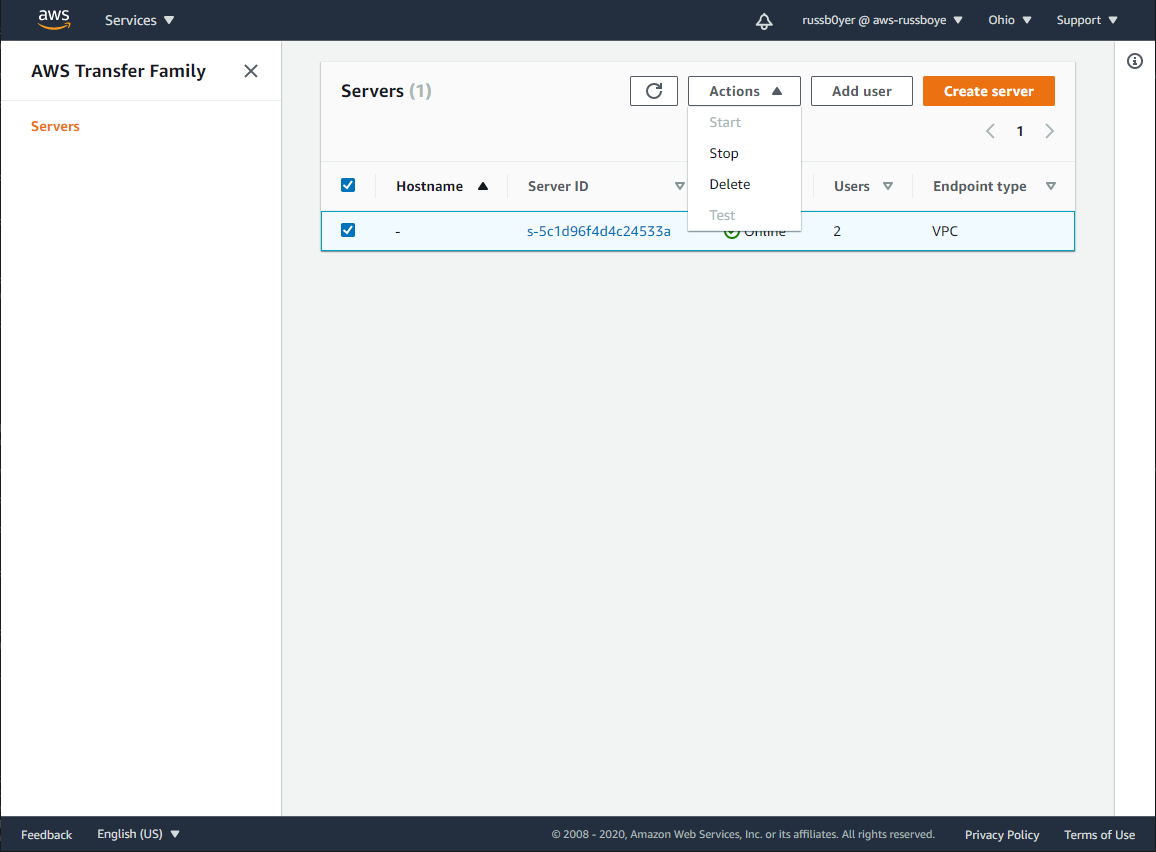 aws
Services
russb0yer @ aws-russboye
Ohio
Support
AWS Transfer Family
Servers
Servers (1)
Actions
Add user
Create server
Start
Stop
Delete
Test
1
Hostname
Server ID
Users
Endpoint type
-
s-5c1d96f4d4c24533a
Online
2
VPC
Feedback
English (US)
© 2008 - 2020, Amazon Web Services, Inc. or its affiliates. All rights reserved.
Privacy Policy
Terms of Use